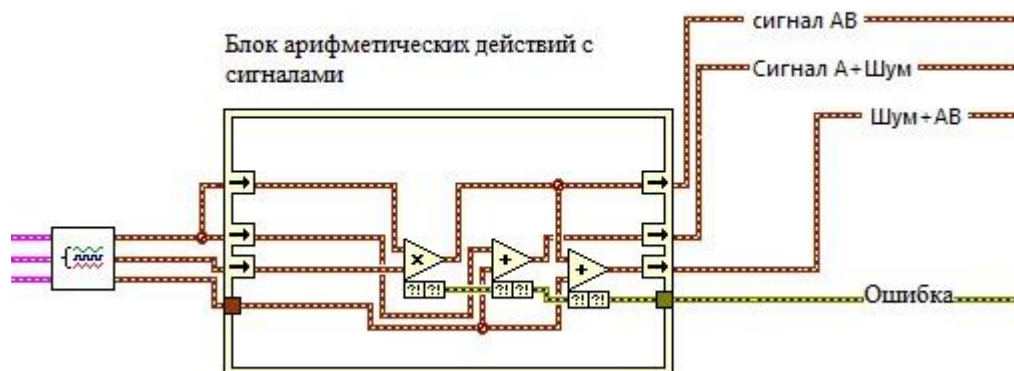 сигнал АВ
Блок арифметических действий с
сигналами
Сигнал А+Шум
Шум+АВ
×
+
+
?! ?!
?! ?!
?! ?!
Ошибка